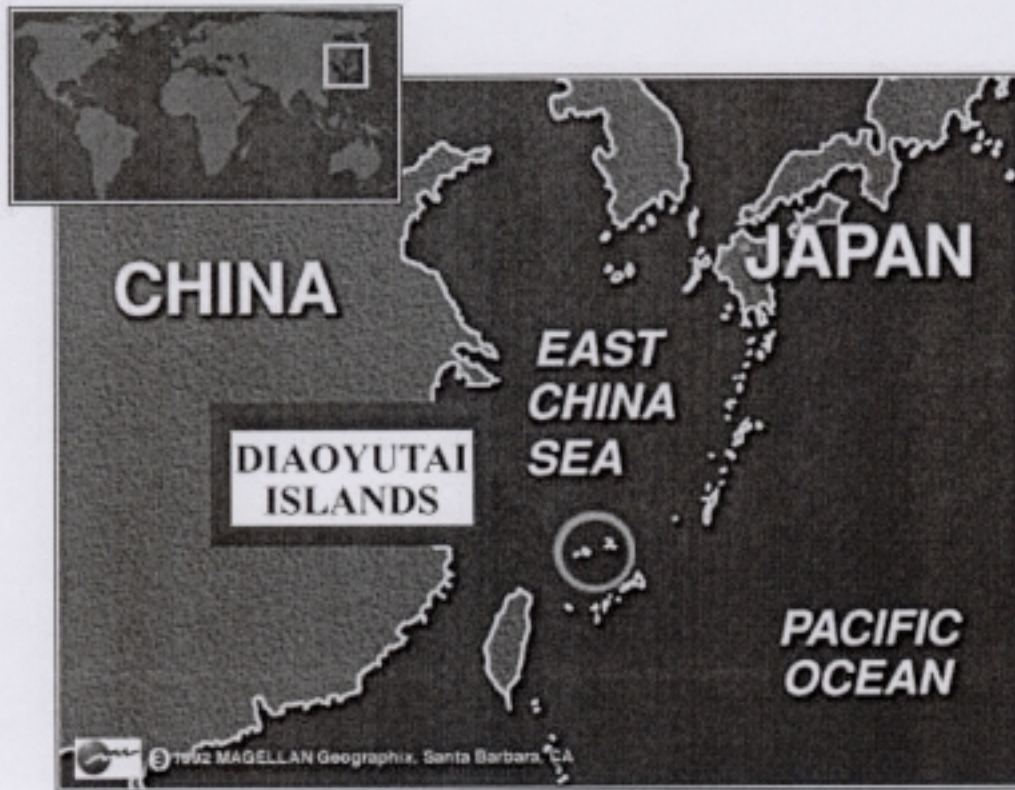 CHINA
JAPAN
EAST
CHINA
SEA
DIAOYUTAI
ISLANDS
PACIFIC
OCEAN
1992 MAGELLAN Geographix, Santa Barbara, CA